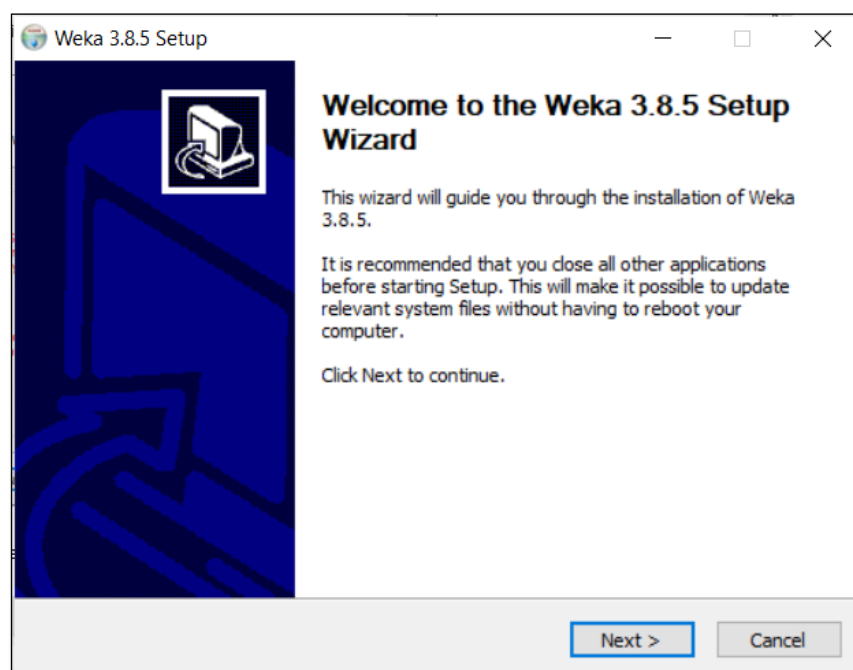 Weka 3.8.5 Setup
Welcome to the Weka 3.8.5 Setup
Wizard
This wizard will guide you through the installation of Weka
3.8.5.
It is recommended that you close all other applications
before starting Setup. This will make it possible to update
relevant system files without having to reboot your
computer.
Click Next to continue.
Next >
Cancel